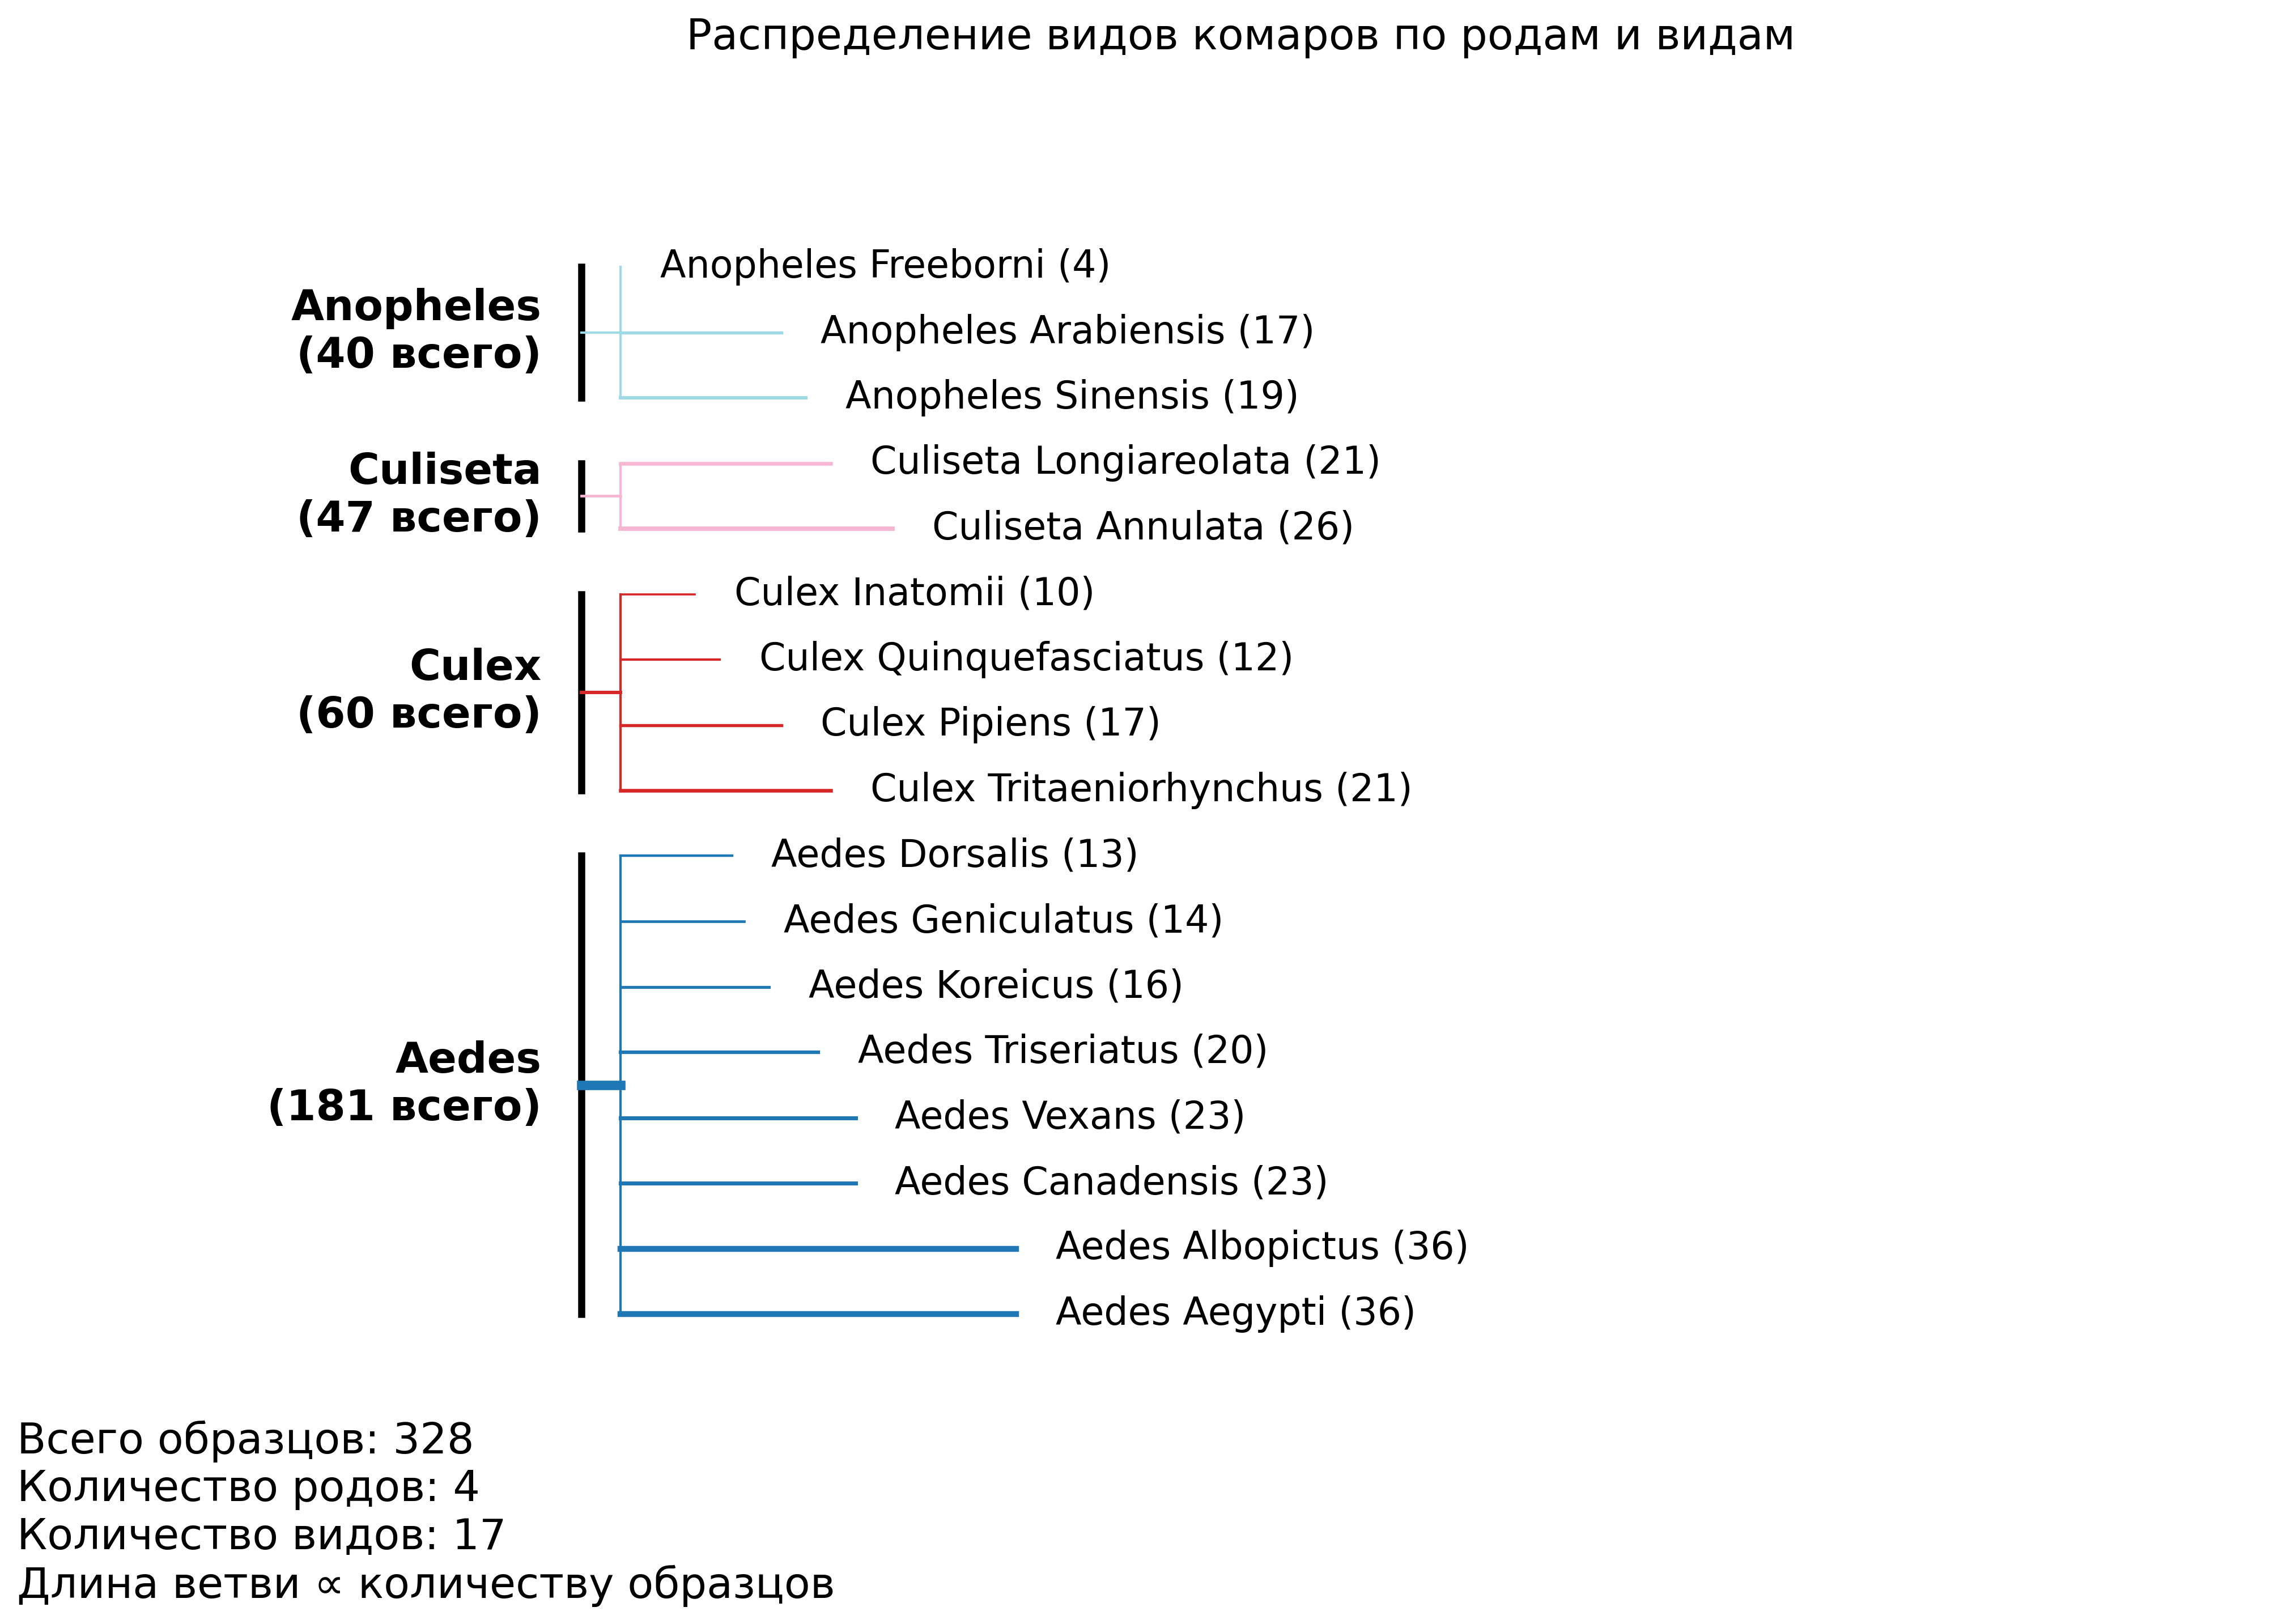 Распределение видов комаров по родам и видам
Anopheles
(40 всего)
Anopheles Freeborni (4)
Anopheles Arabiensis (17)
Anopheles Sinensis (19)
Culiseta
(47 всего)
Culiseta Longiareolata (21)
Culiseta Annulata (26)
Culex
(60 всего)
Culex Inatomii (10)
Culex Quinquefasciatus (12)
Culex Pipiens (17)
Culex Tritaeniorhynchus (21)
Aedes
(181 всего)
Aedes Dorsalis (13)
Aedes Geniculatus (14)
Aedes Koreicus (16)
Aedes Triseriatus (20)
Aedes Vexans (23)
Aedes Canadensis (23)
Aedes Albopictus (36)
Aedes Aegypti (36)
Всего образцов: 328
Количество родов: 4
Количество видов: 17
Длина ветви ∝ количеству образцов